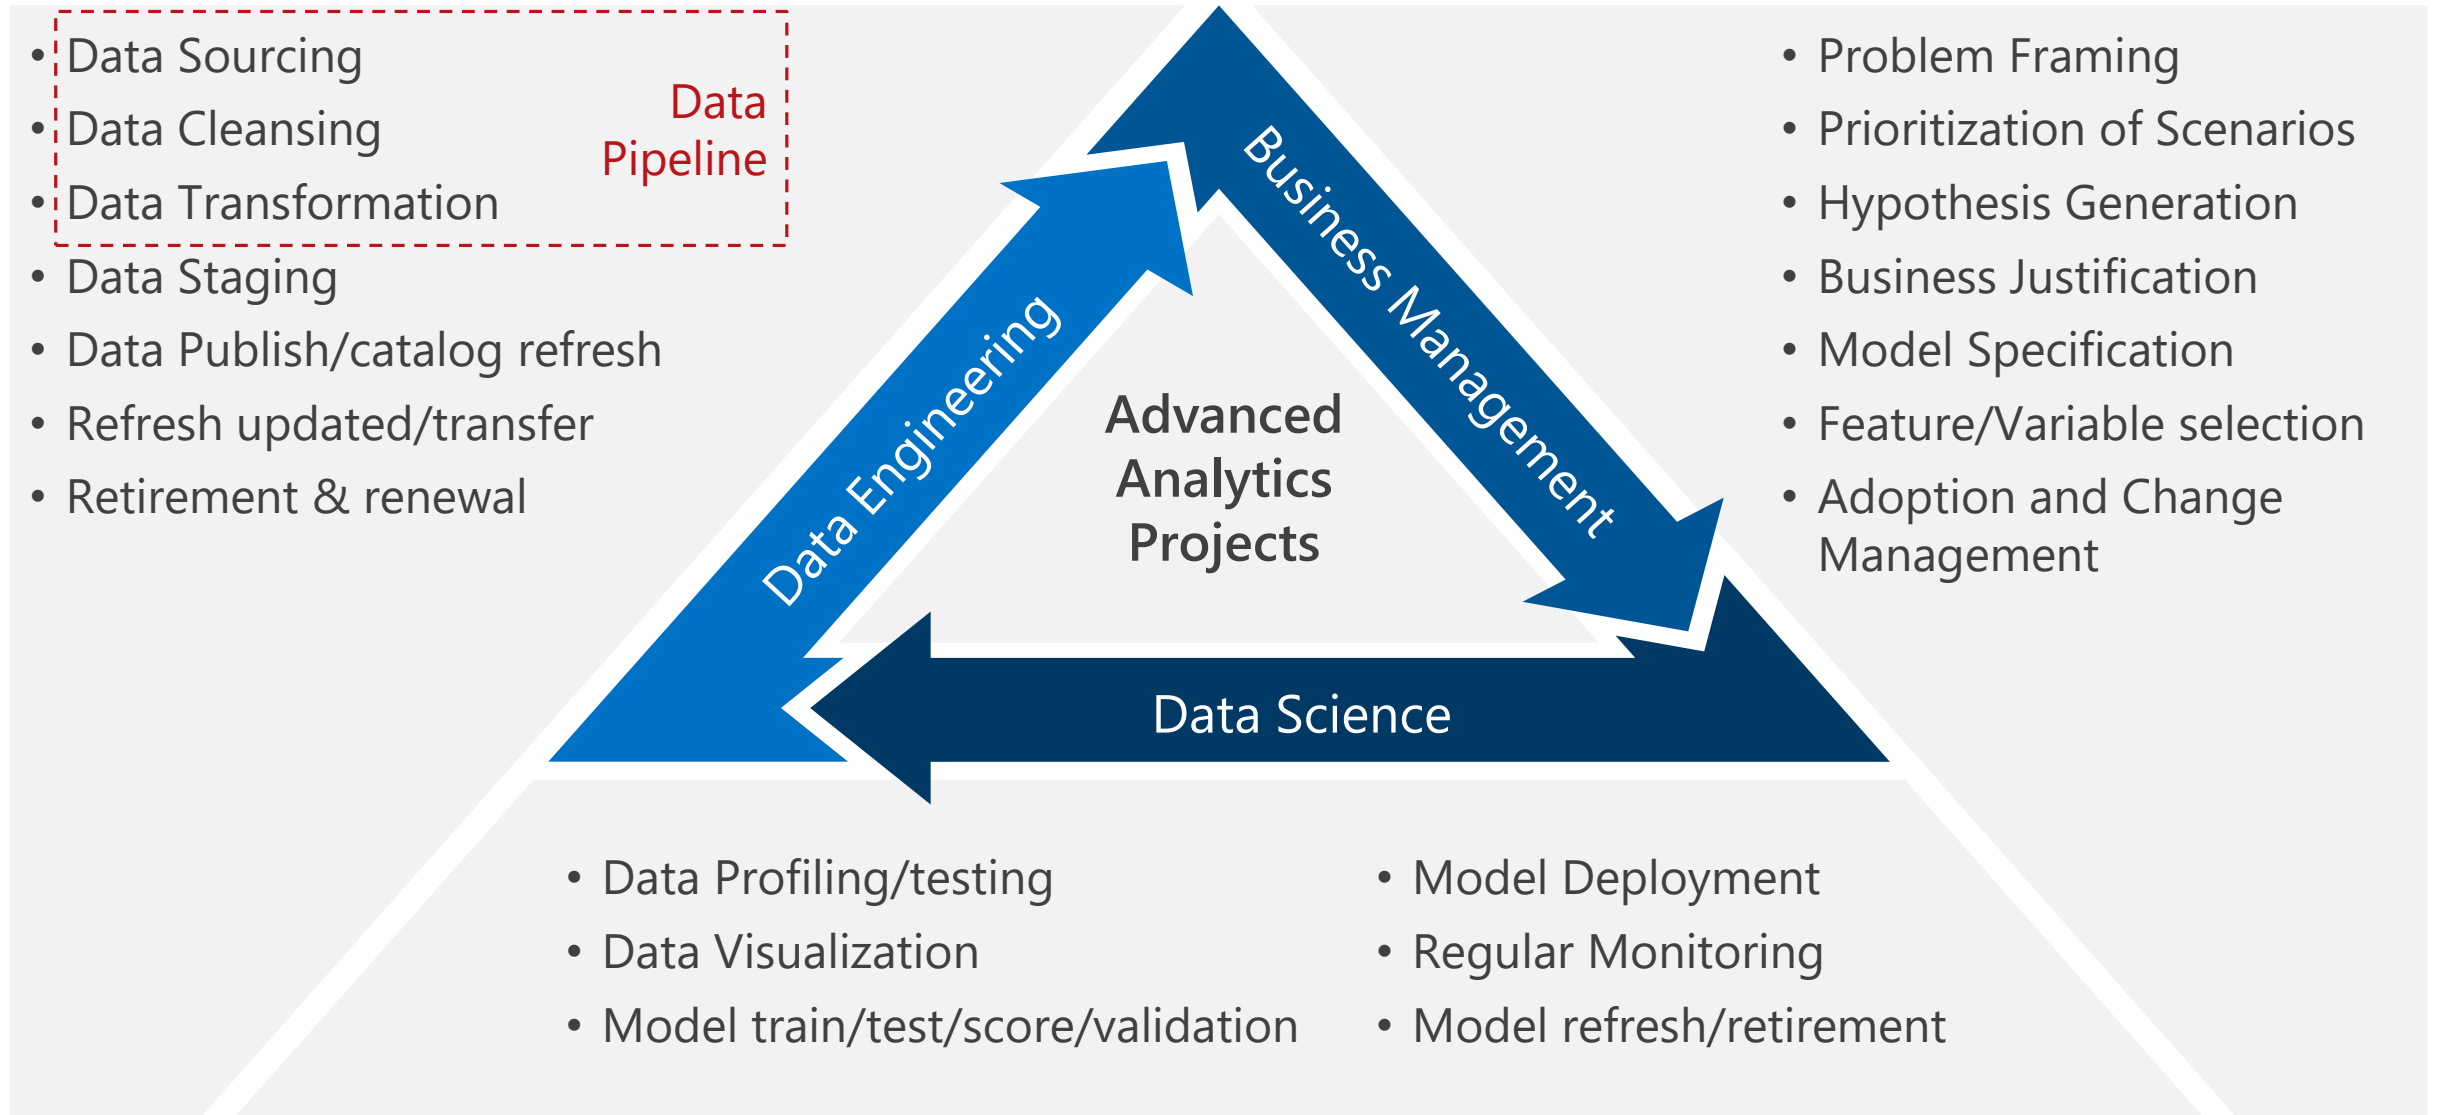 • Data Sourcing
• Data Cleansing
• Data Transformation
Data
Pipeline
• Data Staging
• Data Publish/catalog refresh
• Refresh updated/transfer
• Retirement & renewal
Data Engineering
Business Management
Advanced
Analytics
Projects
Data Science
• Problem Framing
• Prioritization of Scenarios
• Hypothesis Generation
• Business Justification
• Model Specification
• Feature/Variable selection
• Adoption and Change
Management
• Data Profiling/testing
• Data Visualization
• Model train/test/score/validation
• Model Deployment
• Regular Monitoring
• Model refresh/retirement